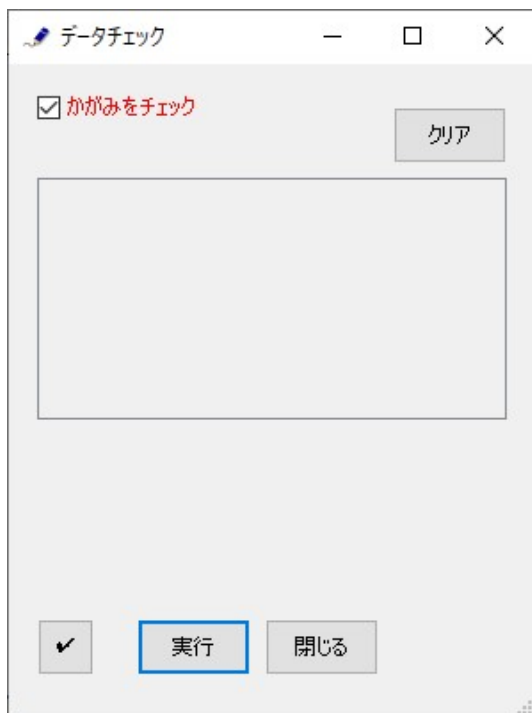 データチェック
かがみをチェック
クリア
✔
実行
閉じる